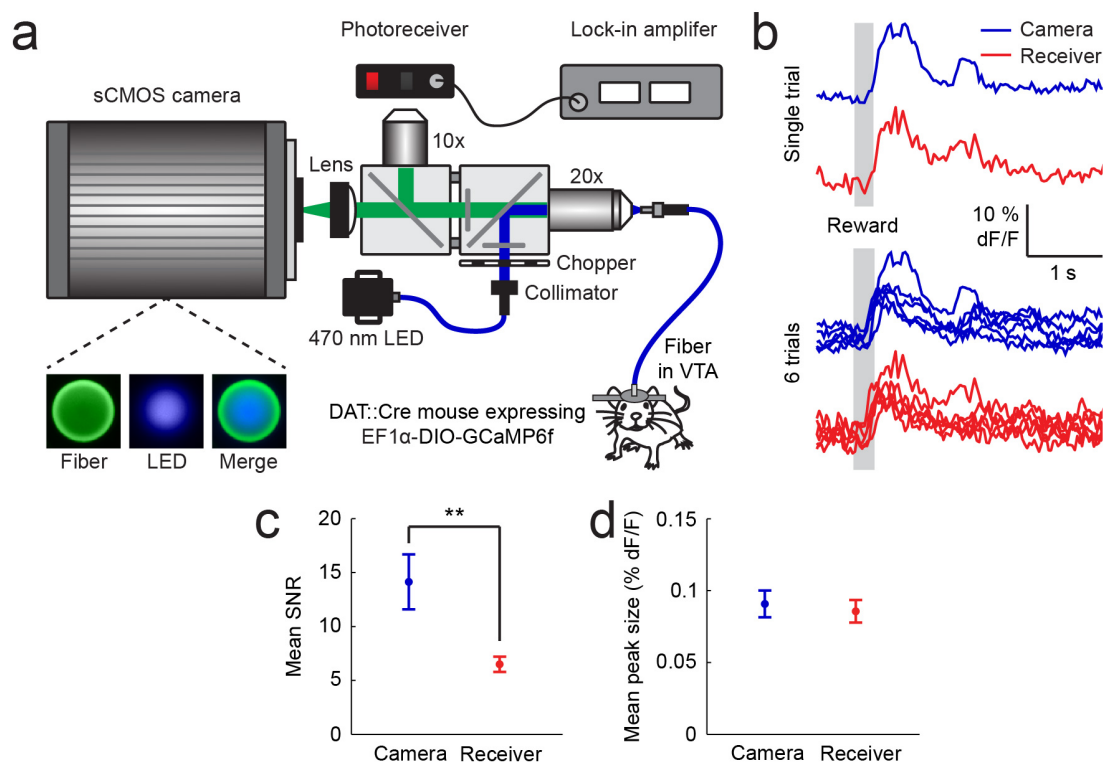 a
Photoreceiver
Lock-in amplifer
sCMOS camera
Lens
10x
20x
Chopper
Collimator
470 nm LED
Fiber
in VTA
DAT::Cre mouse expressing
EF1α-DIO-GCaMP6f
Fiber
LED
Merge
b
Camera
Receiver
Single trial
Reward
10 %
dF/F
1 s
6 trials
c
**
Mean SNR
20
15
10
5
0
Camera
Receiver
d
Mean peak size (% dF/F)
0.15
0.1
0.05
0
Camera
Receiver